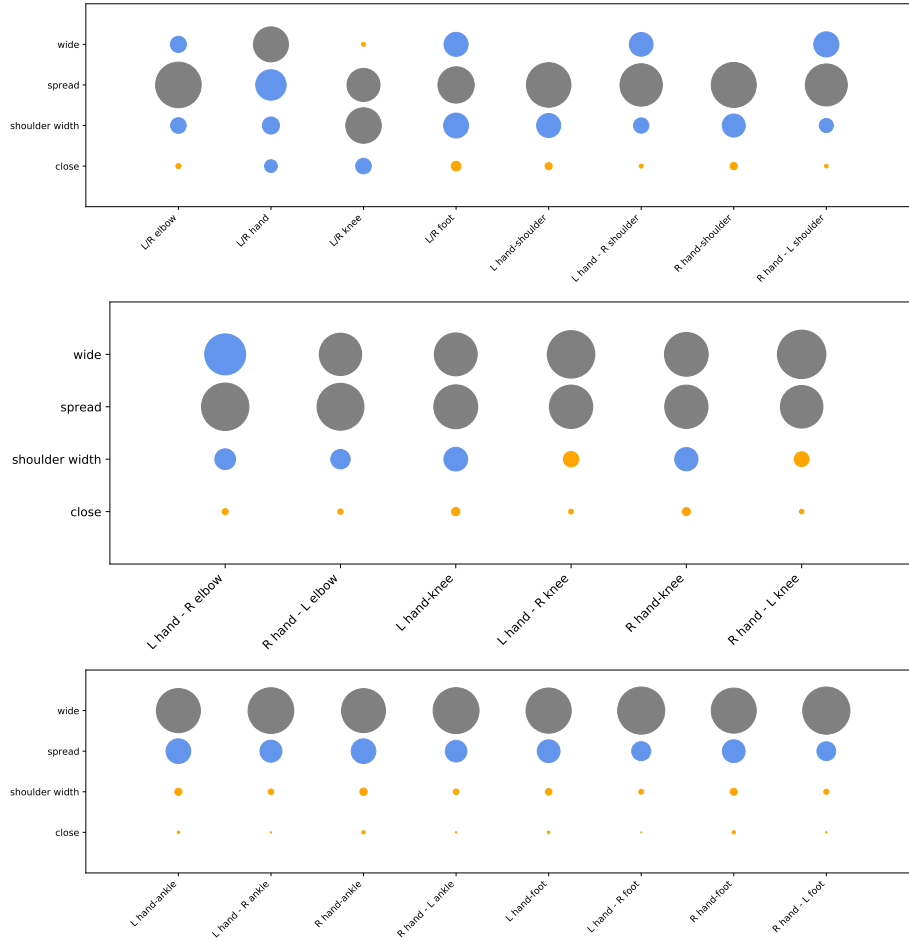 wide
spread
shoulder width
close
L/R elbow
L/R hand
L/R knee
L/R foot
L hand-shoulder
L hand - R shoulder
R hand-shoulder
R hand - L shoulder
wide
spread
shoulder width
close
L hand - R elbow
R hand - L elbow
L hand-knee
L hand - R knee
R hand-knee
R hand - L knee
wide
spread
shoulder width
close
L hand-ankle
L hand - R ankle
R hand-ankle
R hand - L ankle
L hand-foot
L hand - R foot
R hand-foot
R hand - L foot